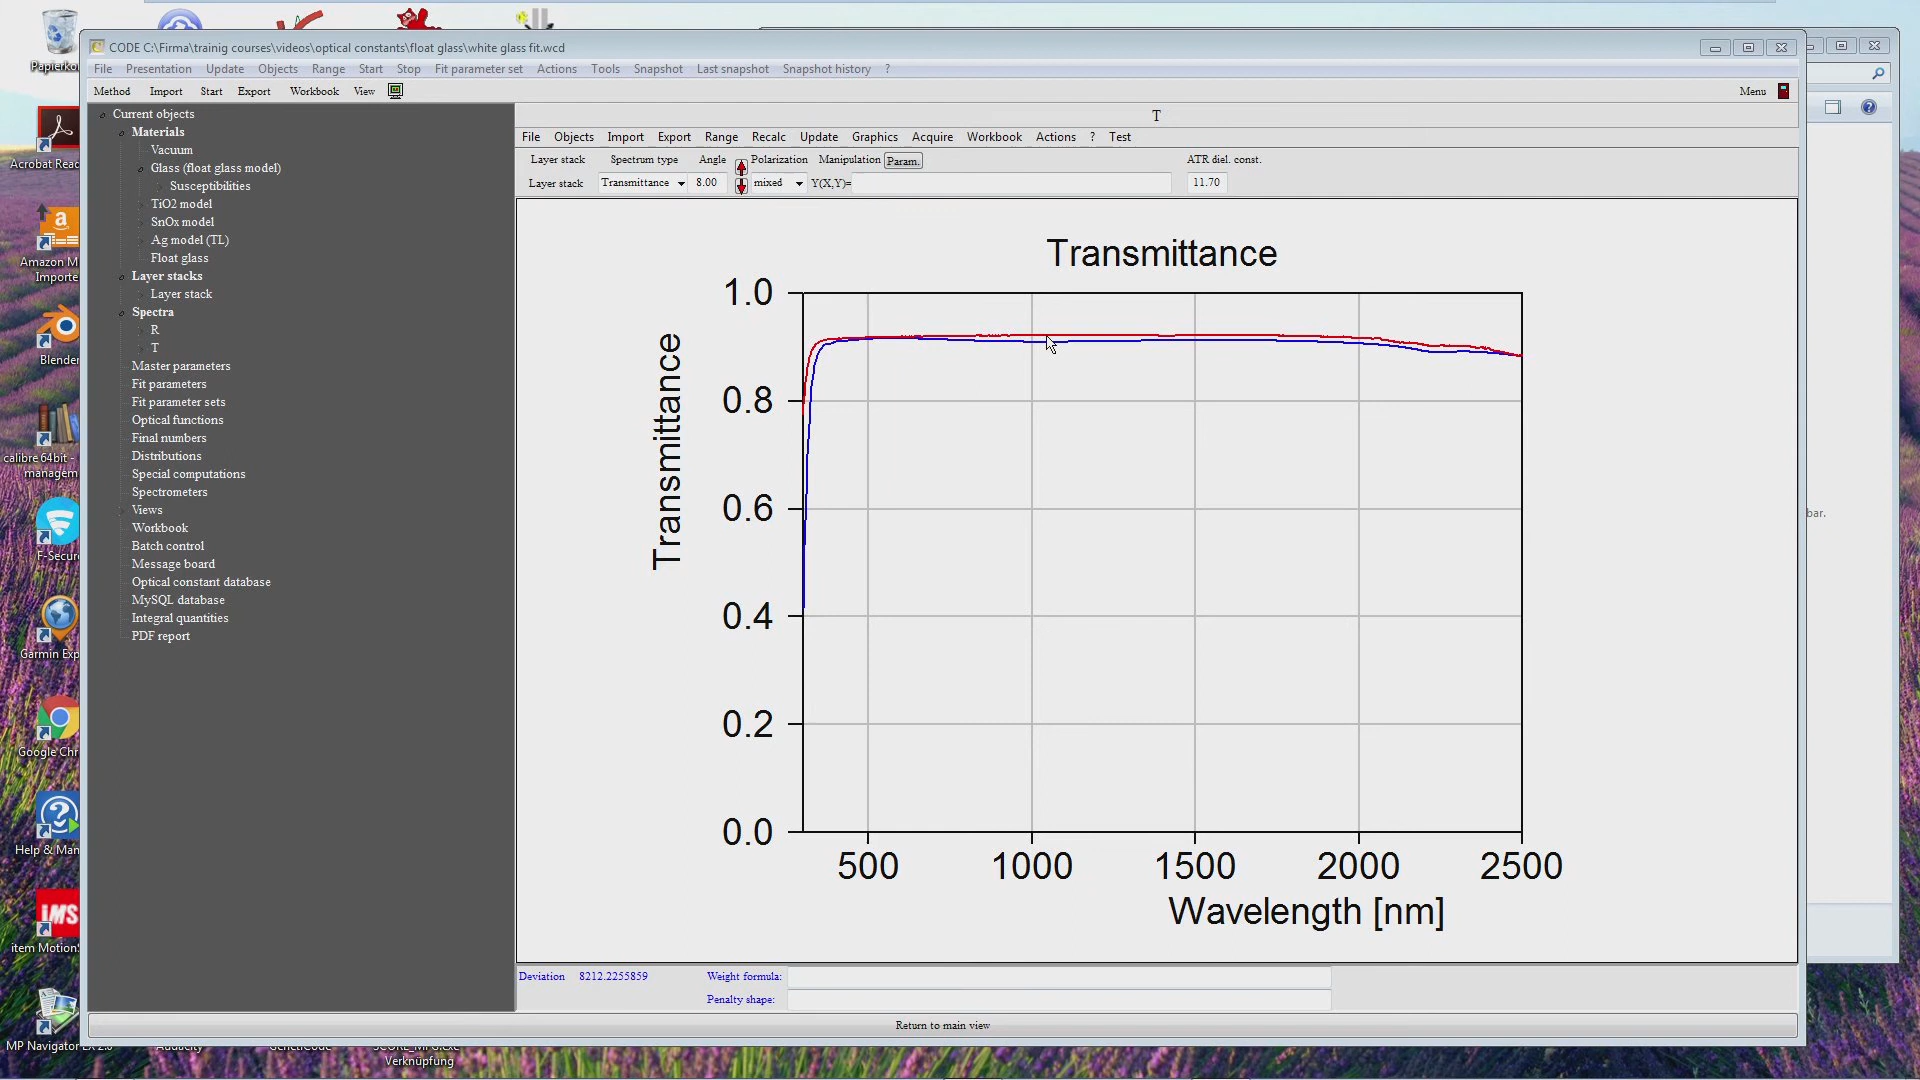 CODE C:\Firma\trainig courses\videos\optical constants\float glass\white glass fit.wcd
File Presentation Update Objects Range Start Stop Fit parameter set Actions Tools Snapshot Last snapshot Snapshot history ?
Method Import Start Export Workbook View Menu
Current objects
Materials
Vacuum
Glass (float glass model)
Susceptibilities
TiO2 model
SnOx model
Ag model (TL)
Float glass
Layer stacks
Layer stack
Spectra
R
T
Master parameters
Fit parameters
Fit parameter sets
Optical functions
Final numbers
Distributions
Special computations
Spectrometers
Views
Workbook
Batch control
Message board
Optical constant database
MySQL database
Integral quantities
PDF report
T
File Objects Import Export Range Recalc Update Graphics Acquire Workbook Actions ? Test
Layer stack Spectrum type Angle Polarization Manipulation Param. ATR diel. const.
Layer stack Transmittance 8.00 mixed Y(X,Y)= 11.70
Transmittance
Transmittance
1.0
0.8
0.6
0.4
0.2
0.0
500 1000 1500 2000 2500
Wavelength [nm]
Deviation 8212.2255859 Weight formula:
Penalty shape:
Return to main view
Papierko
Acrobat Read
Amazon M
Importe
Blender
calibre 64bit -
managem
F-Secure
Garmin Exp
Google Chr
Help & Man
item Motion
MP Navigator EX 2.0
Audacity
Verknüpfung
bar.